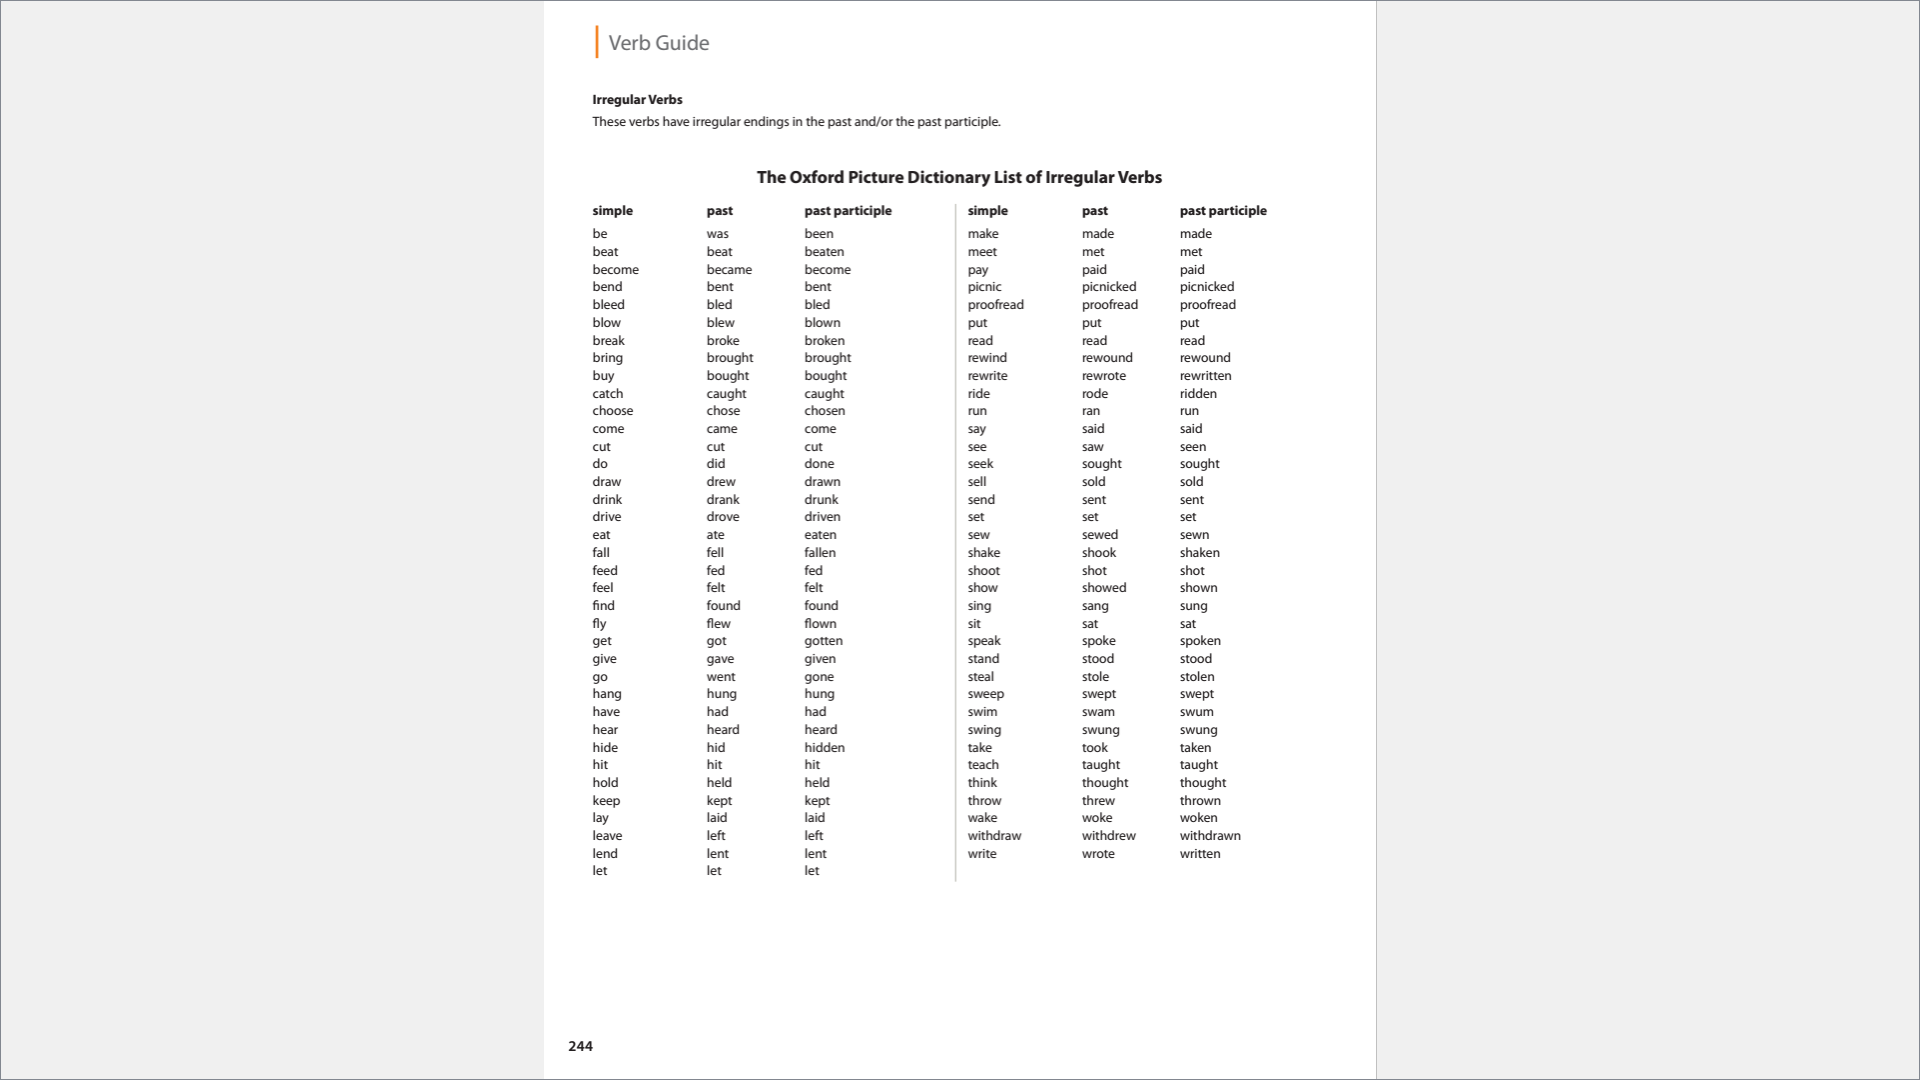 Verb Guide
Irregular Verbs
These verbs have irregular endings in the past and/or the past participle.
The Oxford Picture Dictionary List of Irregular Verbs
simple past past participle
be was been
beat beat beaten
become became become
bend bent bent
bleed bled bled
blow blew blown
break broke broken
bring brought brought
buy bought bought
catch caught caught
choose chose chosen
come came come
cut cut cut
do did done
draw drew drawn
drink drank drunk
drive drove driven
eat ate eaten
fall fell fallen
feed fed fed
feel felt felt
find found found
fly flew flown
get got gotten
give gave given
go went gone
hang hung hung
have had had
hear heard heard
hide hid hidden
hit hit hit
hold held held
keep kept kept
lay laid laid
leave left left
lend lent lent
let let let
simple past past participle
make made made
meet met met
pay paid paid
picnic picnicked picnicked
proofread proofread proofread
put put put
read read read
rewind rewound rewound
rewrite rewrote rewritten
ride rode ridden
run ran run
say said said
see saw seen
seek sought sought
sell sold sold
send sent sent
set set set
sew sewed sewn
shake shook shaken
shoot shot shot
show showed shown
sing sang sung
sit sat sat
speak spoke spoken
stand stood stood
steal stole stolen
sweep swept swept
swim swam swum
swing swung swung
take took taken
teach taught taught
think thought thought
throw threw thrown
wake woke woken
withdraw withdrew withdrawn
write wrote written
244